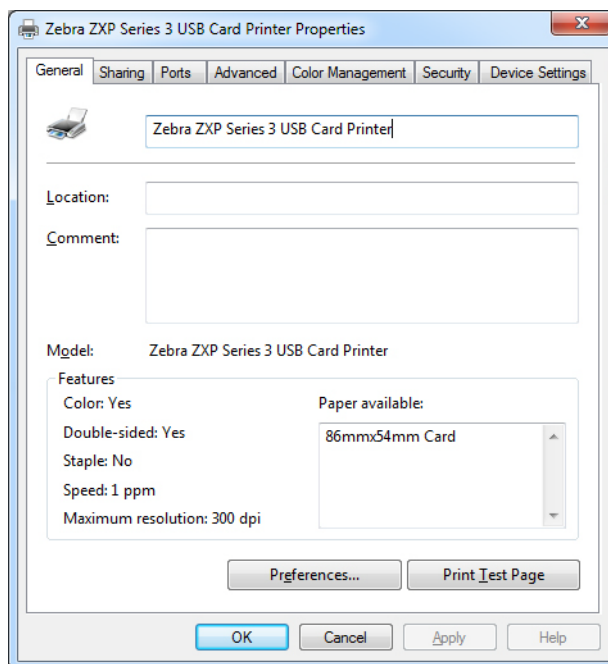 Zebra ZXP Series 3 USB Card Printer Properties
General Sharing Ports Advanced Color Management Security Device Settings
Zebra ZXP Series 3 USB Card Printer
Location:
Comment:
Model: Zebra ZXP Series 3 USB Card Printer
Features
Color: Yes Paper available:
Double-sided: Yes 86mmx54mm Card
Staple: No
Speed: 1 ppm
Maximum resolution: 300 dpi
Preferences... Print Test Page
OK Cancel Apply Help